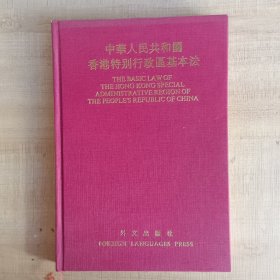 中華人民共和國
香港特别行政區基本法
THE BASIC LAW OF
THE HONG KONG SPECIAL
ADMINISTRATIVE REGION OF
THE PEOPLE'S REPUBLIC OF CHINA
外文出版社
FOREIGN LANGUAGES PRESS